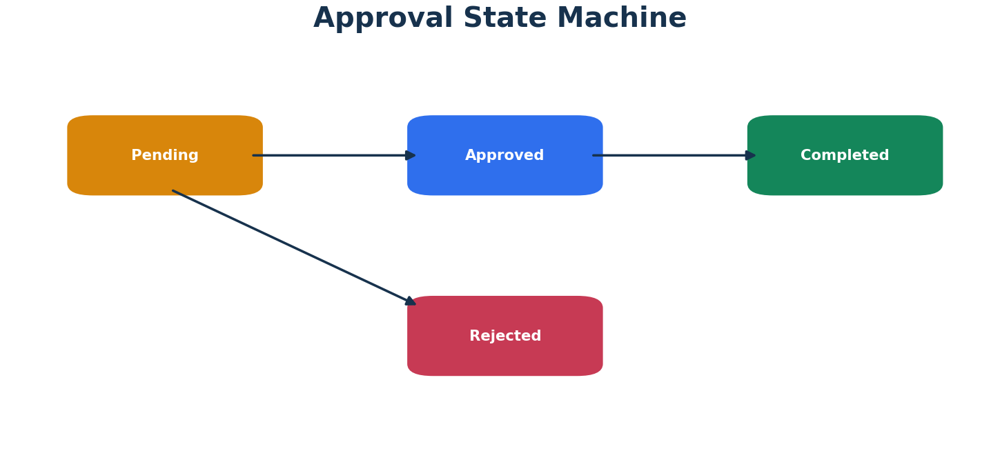 Approval State Machine
Pending
Approved
Completed
Rejected